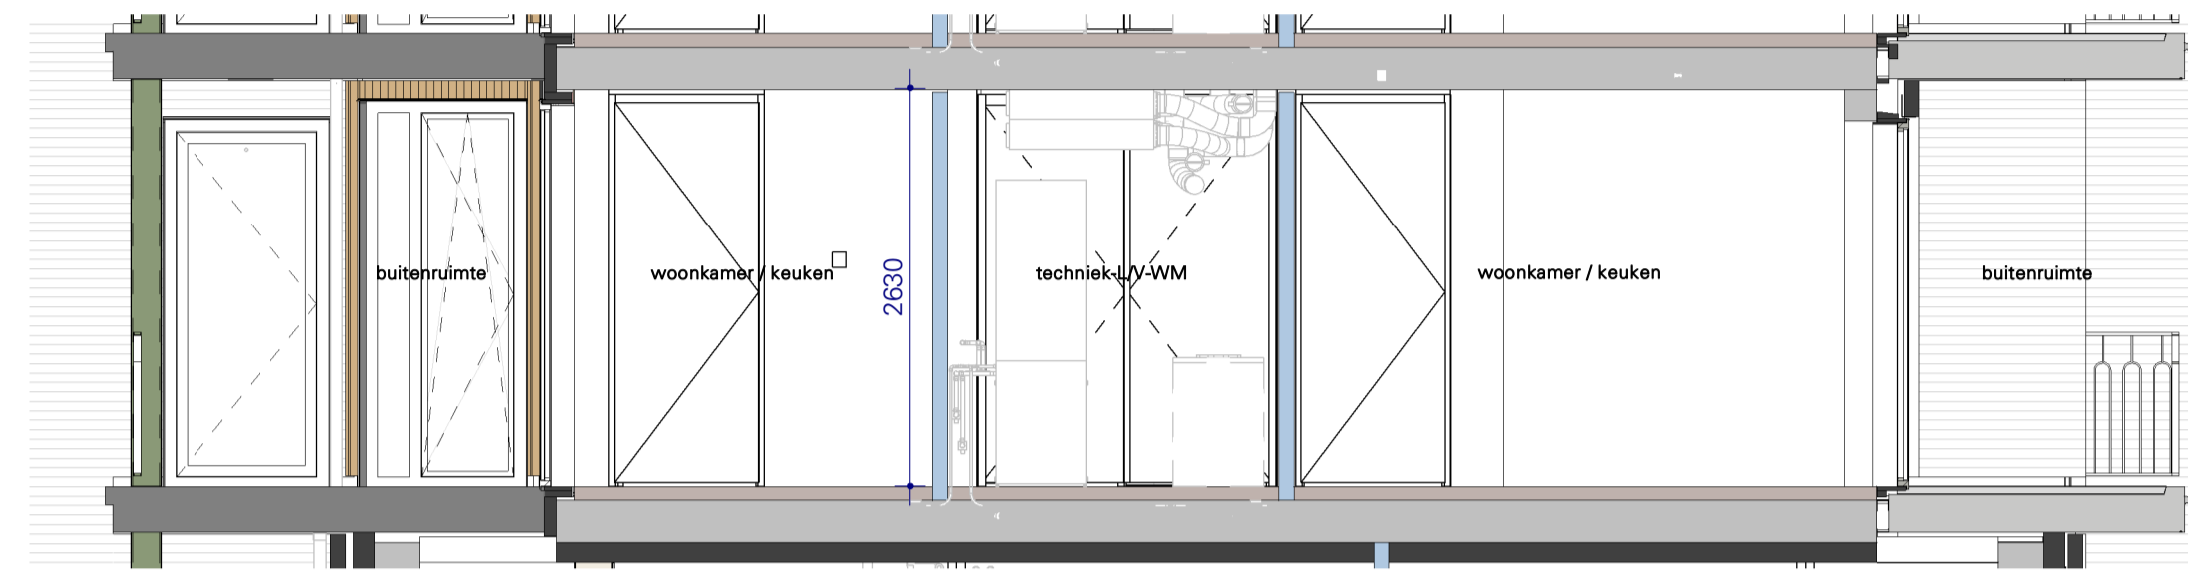 buitenruimte
woonkamer / keuken
2630
techniek-L/V-WM
woonkamer / keuken
buitenruimte